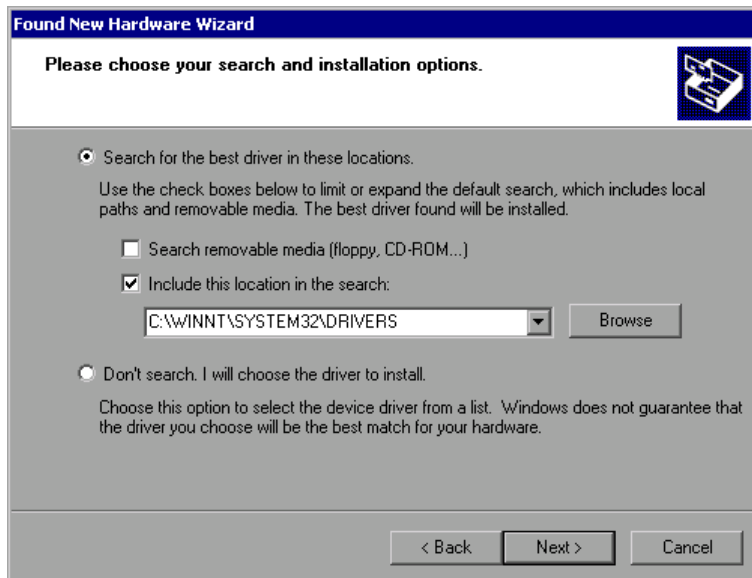 Found New Hardware Wizard
Please choose your search and installation options.
Search for the best driver in these locations.
Use the check boxes below to limit or expand the default search, which includes local
paths and removable media. The best driver found will be installed.
Search removable media (floppy, CD-ROM...)
Include this location in the search:
C:\WINNT\SYSTEM32\DRIVERS
Browse
Don't search. I will choose the driver to install.
Choose this option to select the device driver from a list. Windows does not guarantee that
the driver you choose will be the best match for your hardware.
< Back
Next >
Cancel